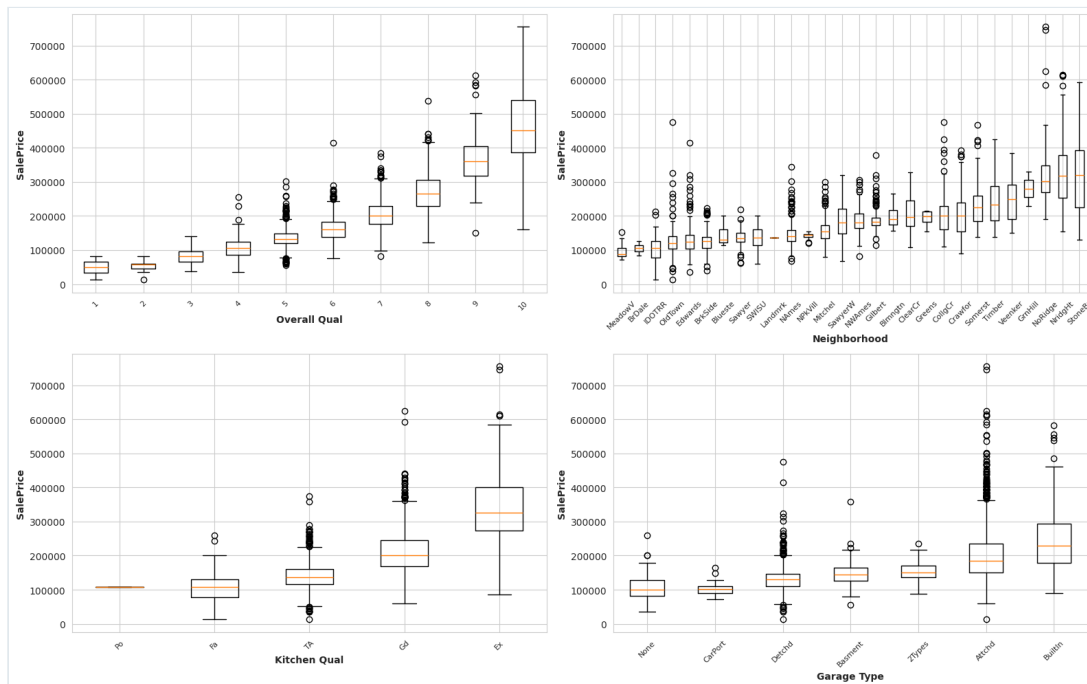 SalePrice
700000
600000
500000
400000
300000
200000
100000
0
1 2 3 4 5 6 7 8 9 10
Overall Qual
SalePrice
700000
600000
500000
400000
300000
200000
100000
0
MeadowV BrDale IDOTRR OldTown Edwards BrkSide Blueste Sawyer SWISU Landmrk NAmes NPkVill Mitchel SawyerW NWAmes Gilbert Blmngtn ClearCr Greens CollgCr Crawfor Somerst Timber Veenker GrnHill NoRidge NridgHt StoneBr
Neighborhood
SalePrice
700000
600000
500000
400000
300000
200000
100000
0
Po Fa TA Gd Ex
Kitchen Qual
SalePrice
700000
600000
500000
400000
300000
200000
100000
0
None CarPort Detchd Basment 2Types Attchd BuiltIn
Garage Type